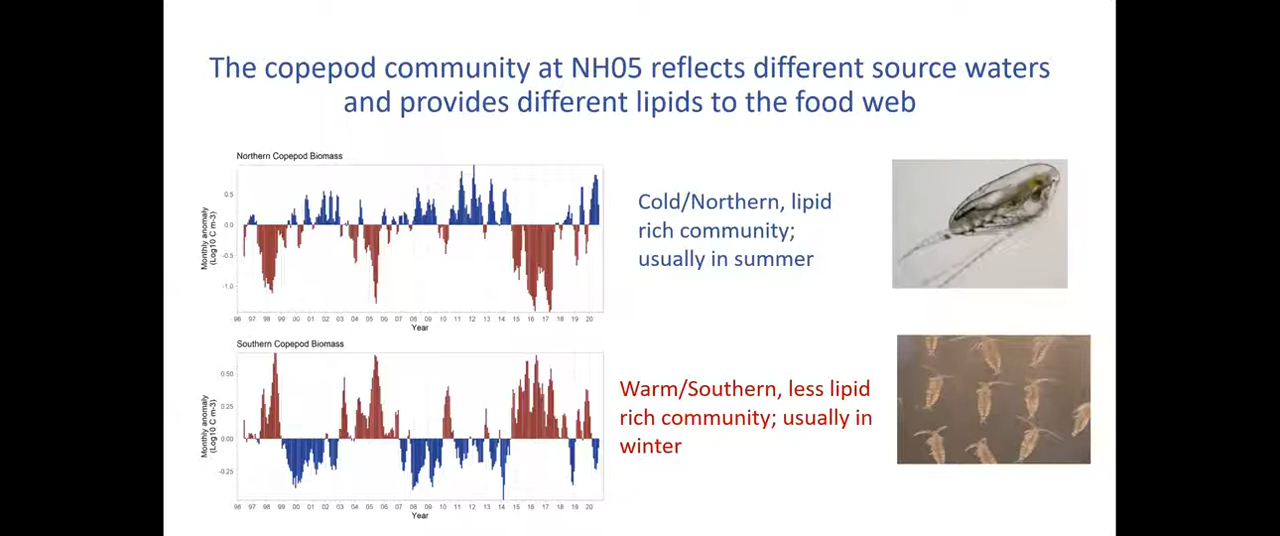 The copepod community at NH05 reflects different source waters
and provides different lipids to the food web
Northern Copepod Biomass
Monthly anomaly
(Log10 C m-3)
0.5
0.0
-0.5
-1.0
96 97 98 99 00 01 02 03 04 05 06 07 08 09 10 11 12 13 14 15 16 17 18 19 20
Year
Cold/Northern, lipid
rich community;
usually in summer
Southern Copepod Biomass
Monthly anomaly
(Log10 C m-3)
0.50
0.25
0.00
-0.25
96 97 98 99 00 01 02 03 04 05 06 07 08 09 10 11 12 13 14 15 16 17 18 19 20
Year
Warm/Southern, less lipid
rich community; usually in
winter